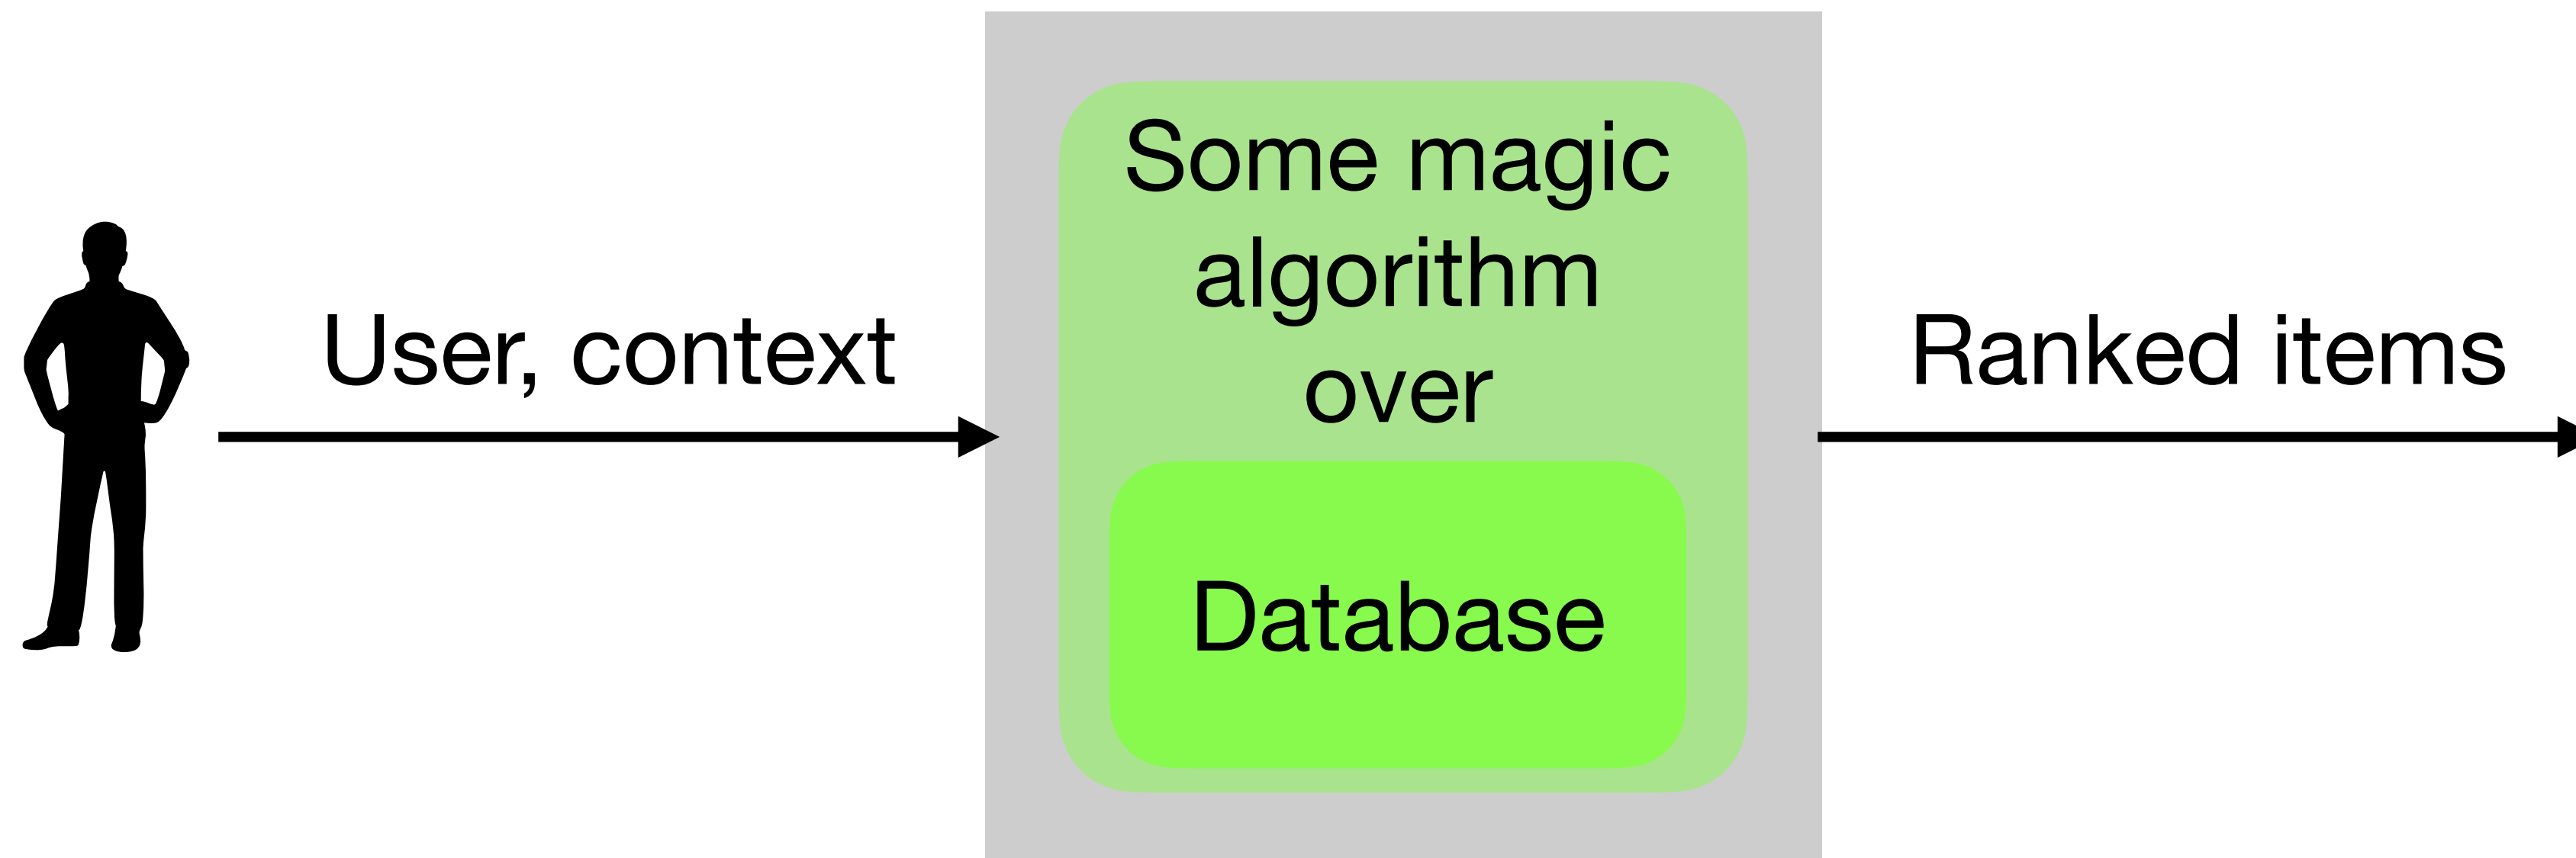 User, context
Some magic
algorithm
over
Database
Ranked items